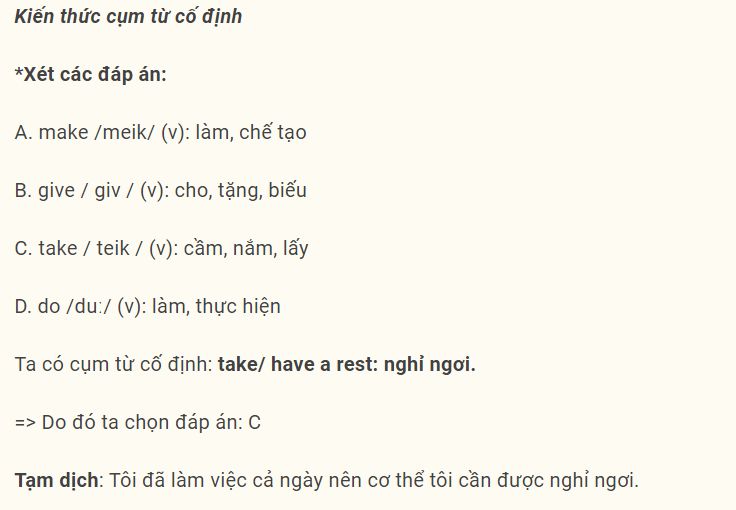 Kiến thức cụm từ cố định
*Xét các đáp án:
A. make /meik/ (v): làm, chế tạo
B. give / giv / (v): cho, tặng, biếu
C. take / teik / (v): cầm, nắm, lấy
D. do /du:/ (v): làm, thực hiện
Ta có cụm từ cố định: take/ have a rest: nghỉ ngơi.
=> Do đó ta chọn đáp án: C
Tạm dịch: Tôi đã làm việc cả ngày nên cơ thể tôi cần được nghỉ ngơi.